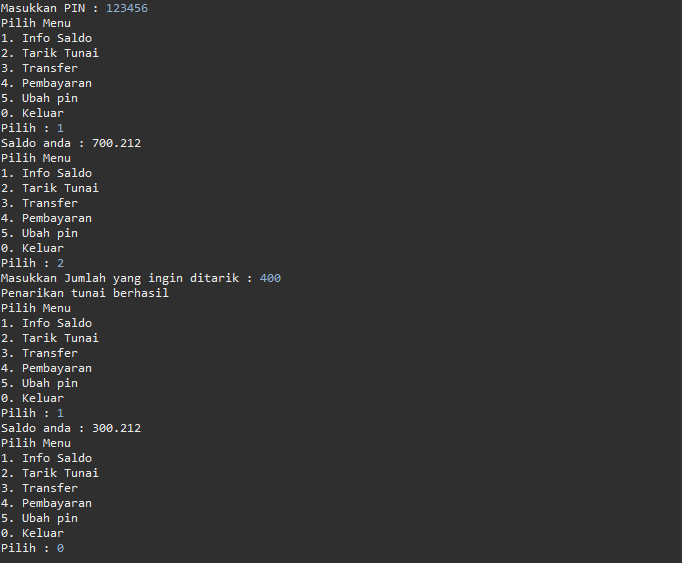 Masukkan PIN : 123456
Pilih Menu
1. Info Saldo
2. Tarik Tunai
3. Transfer
4. Pembayaran
5. Ubah pin
0. Keluar
Pilih : 1
Saldo anda : 700.212
Pilih Menu
1. Info Saldo
2. Tarik Tunai
3. Transfer
4. Pembayaran
5. Ubah pin
0. Keluar
Pilih : 2
Masukkan Jumlah yang ingin ditarik : 400
Penarikan tunai berhasil
Pilih Menu
1. Info Saldo
2. Tarik Tunai
3. Transfer
4. Pembayaran
5. Ubah pin
0. Keluar
Pilih : 1
Saldo anda : 300.212
Pilih Menu
1. Info Saldo
2. Tarik Tunai
3. Transfer
4. Pembayaran
5. Ubah pin
0. Keluar
Pilih : 0